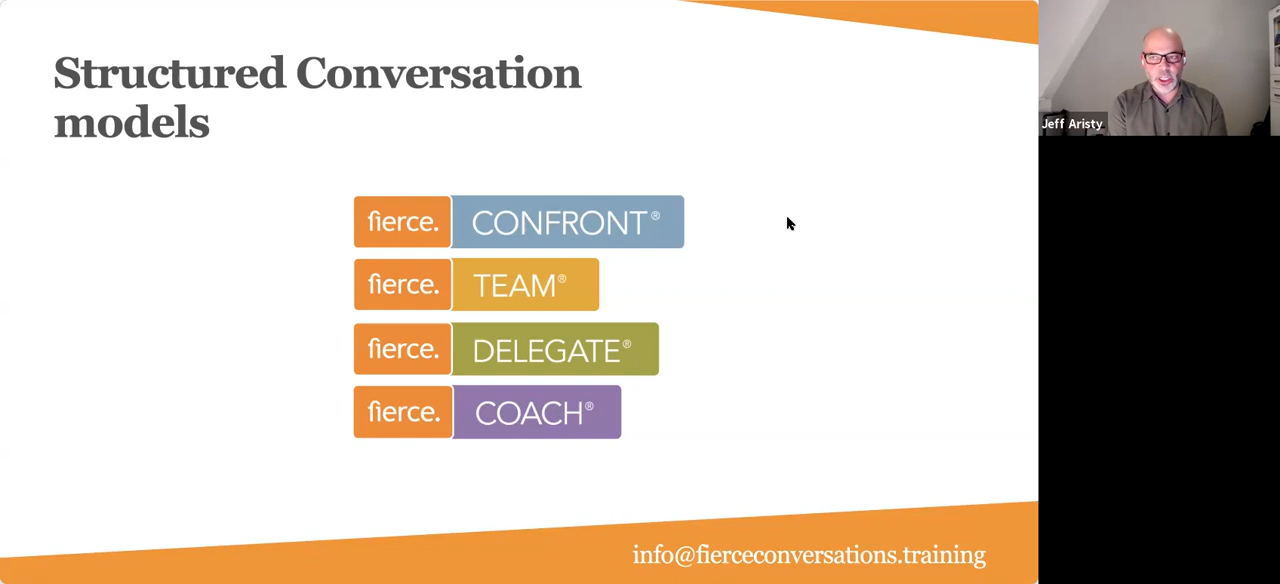 Structured Conversation
models
Jeff Aristy
fierce. CONFRONT®
fierce. TEAM®
fierce. DELEGATE®
fierce. COACH®
info@fierceconversations.training